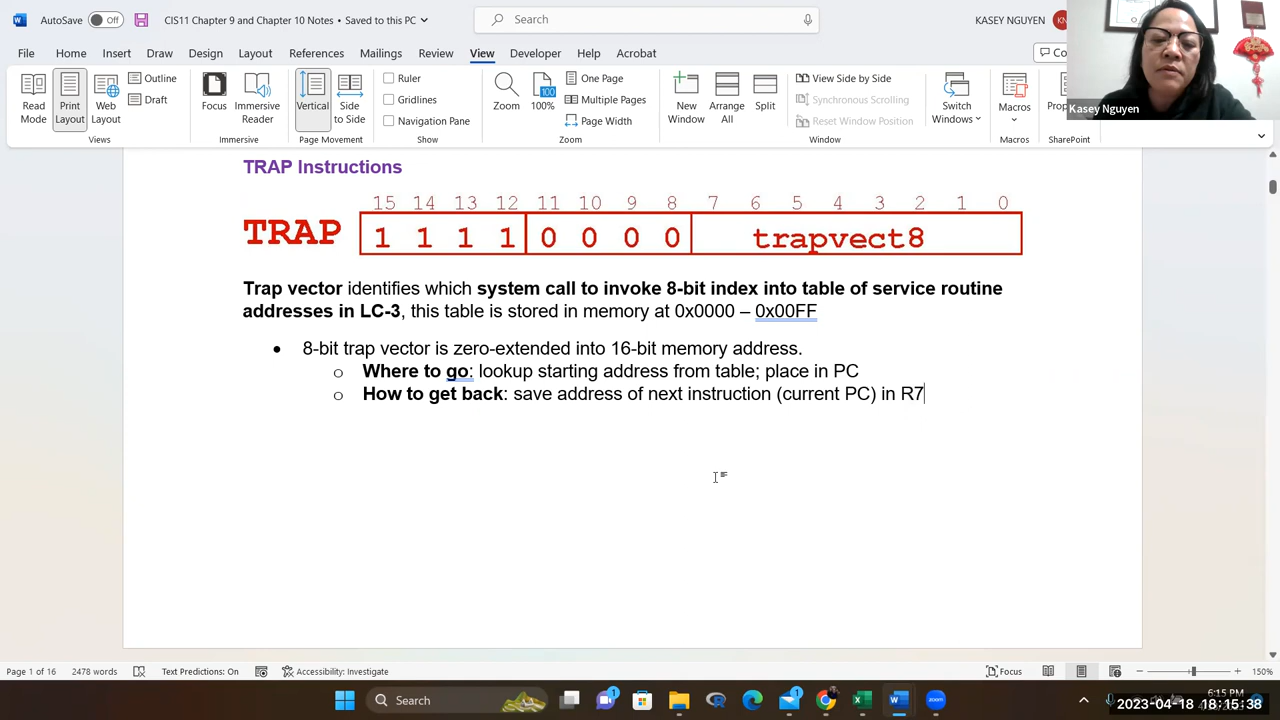 AutoSave Off CIS11 Chapter 9 and Chapter 10 Notes • Saved to this PC Search KASEY NGUYEN KN
File Home Insert Draw Design Layout References Mailings Review View Developer Help Acrobat
Read Mode
Print Layout
Web Layout
Outline
Draft
Views
Focus
Immersive Reader
Immersive
Vertical
Side to Side
Page Movement
Ruler
Gridlines
Navigation Pane
Show
Zoom
100%
One Page
Multiple Pages
Page Width
Zoom
New Window
Arrange All
Split
View Side by Side
Synchronous Scrolling
Reset Window Position
Window
Switch Windows
Macros
Macros
SharePoint
Kasey Nguyen
TRAP Instructions
15 14 13 12 11 10 9 8 7 6 5 4 3 2 1 0
TRAP 1 1 1 1 0 0 0 0 trapvect8
Trap vector identifies which system call to invoke 8-bit index into table of service routine
addresses in LC-3, this table is stored in memory at 0x0000 – 0x00FF
• 8-bit trap vector is zero-extended into 16-bit memory address.
o Where to go: lookup starting address from table; place in PC
o How to get back: save address of next instruction (current PC) in R7
Page 1 of 16 2478 words Text Predictions: On Accessibility: Investigate Focus 150%
Search
6:15 PM
2023-04-18 18:15:38